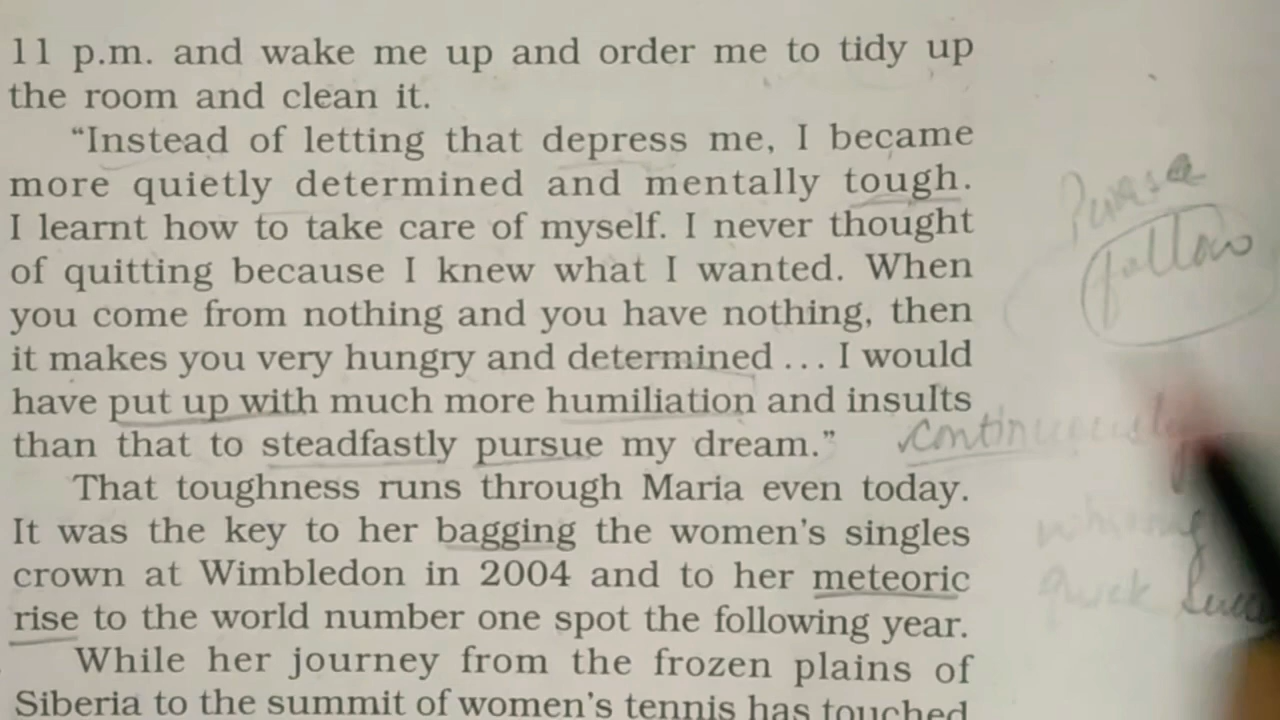 11 p.m. and wake me up and order me to tidy up
the room and clean it.
"Instead of letting that depress me, I became
more quietly determined and mentally tough.
I learnt how to take care of myself. I never thought
of quitting because I knew what I wanted. When
you come from nothing and you have nothing, then
it makes you very hungry and determined ... I would
have put up with much more humiliation and insults
than that to steadfastly pursue my dream."
That toughness runs through Maria even today.
It was the key to her bagging the women's singles
crown at Wimbledon in 2004 and to her meteoric
rise to the world number one spot the following year.
While her journey from the frozen plains of
Siberia to the summit of women's tennis has touched
follow
continuously
quick